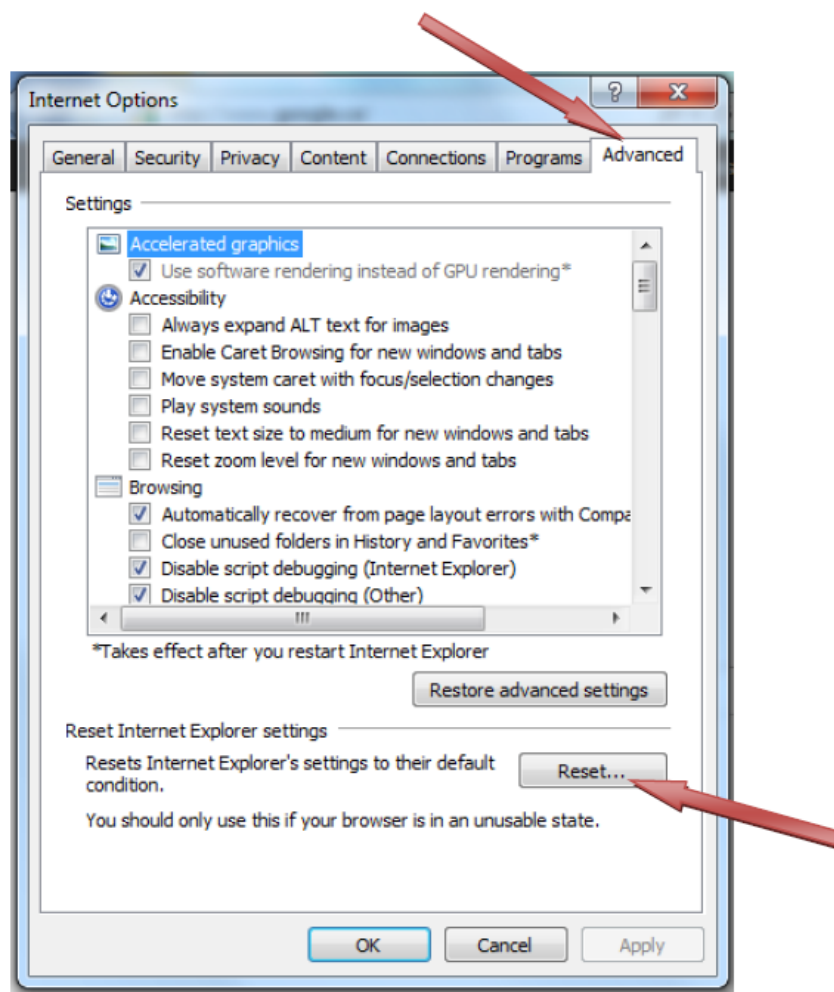 Internet Options
General Security Privacy Content Connections Programs Advanced
Settings
Accelerated graphics
Use software rendering instead of GPU rendering*
Accessibility
Always expand ALT text for images
Enable Caret Browsing for new windows and tabs
Move system caret with focus/selection changes
Play system sounds
Reset text size to medium for new windows and tabs
Reset zoom level for new windows and tabs
Browsing
Automatically recover from page layout errors with Compa
Close unused folders in History and Favorites*
Disable script debugging (Internet Explorer)
Disable script debugging (Other)
*Takes effect after you restart Internet Explorer
Restore advanced settings
Reset Internet Explorer settings
Resets Internet Explorer's settings to their default
condition.
Reset...
You should only use this if your browser is in an unusable state.
OK Cancel Apply